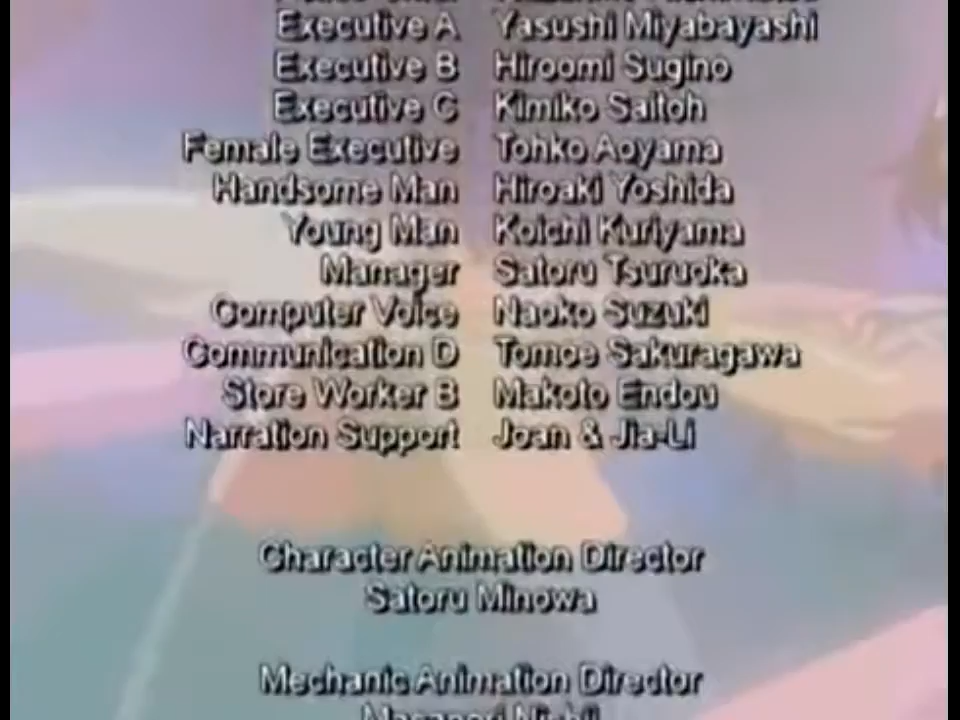 Executive A Yasushi Miyabayashi
Executive B Hiroomi Sugino
Executive C Kimiko Saitoh
Female Executive Tohko Aoyama
Handsome Man Hiroaki Yoshida
Young Man Koichi Kuriyama
Manager Satoru Tsuruoka
Computer Voice Naoko Suzuki
Communication D Tomoe Sakuragawa
Store Worker B Makoto Endou
Narration Support Joan & Jia-Li
Character Animation Director
Satoru Minowa
Mechanic Animation Director